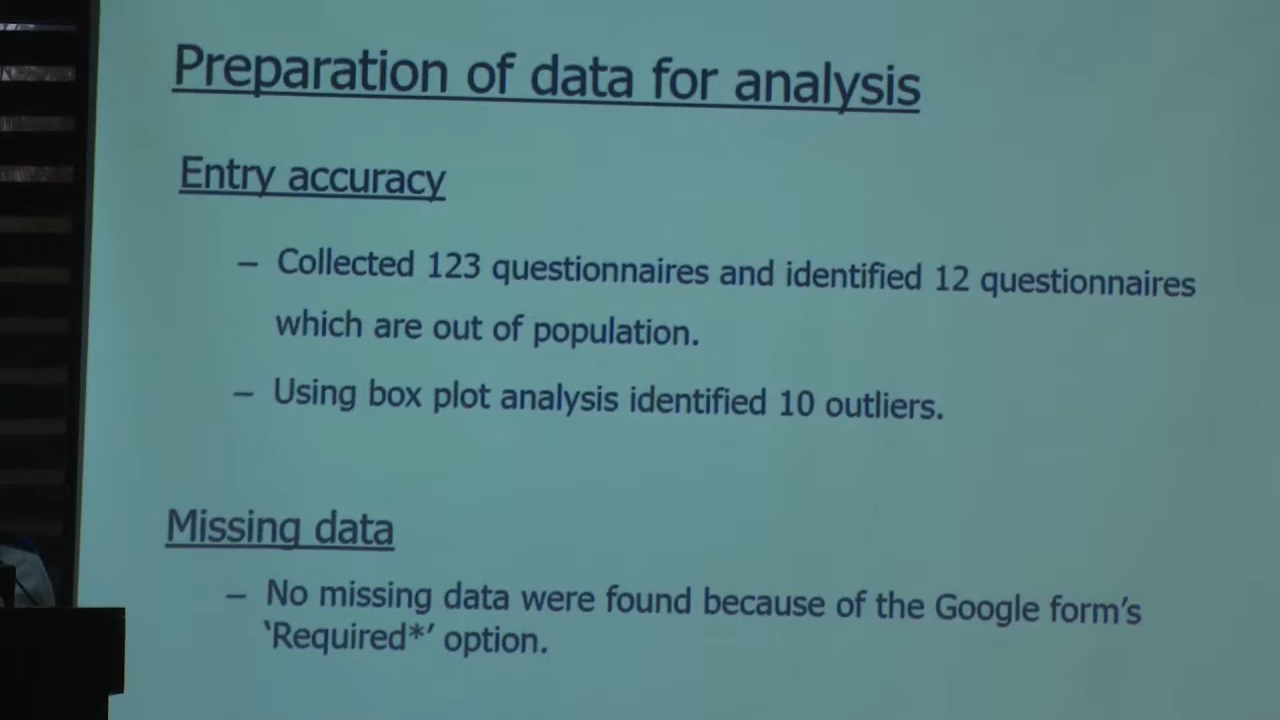 Preparation of data for analysis
Entry accuracy
– Collected 123 questionnaires and identified 12 questionnaires
which are out of population.
– Using box plot analysis identified 10 outliers.
Missing data
– No missing data were found because of the Google form’s
‘Required*’ option.